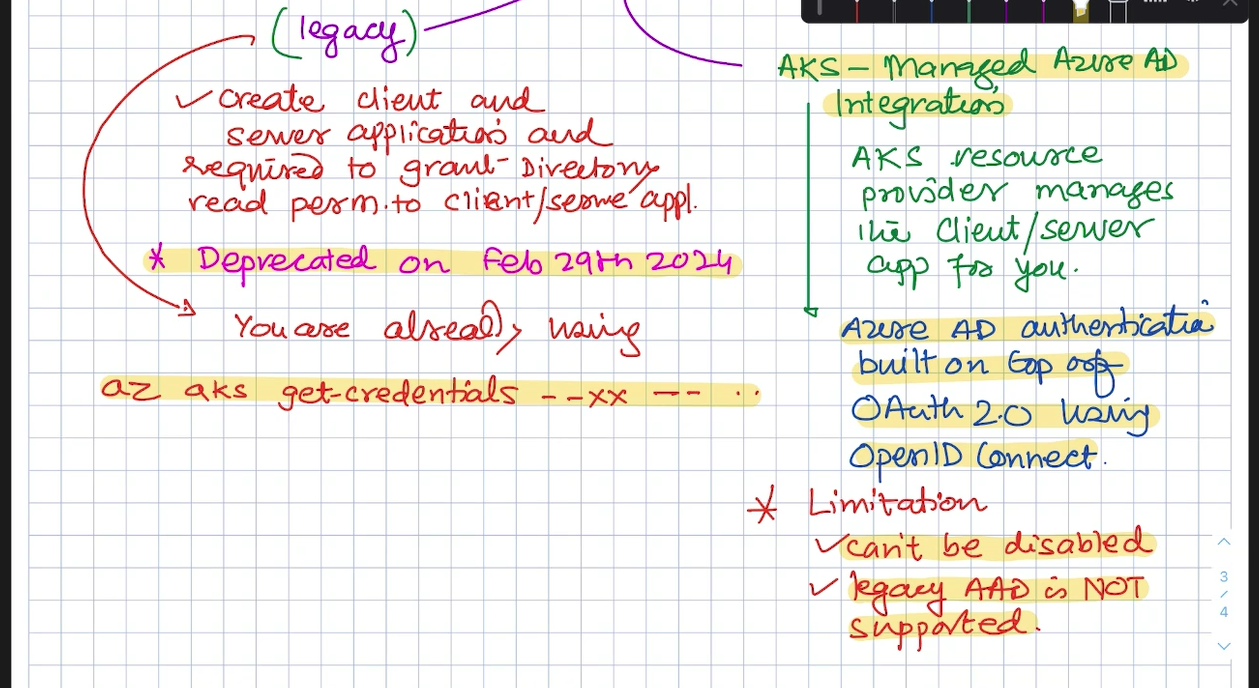 (legacy)
✓ create client and
server application's and
required to grant Directory
read perm. to client/serve appl.
* Deprecated on Feb 29th 2024
You are already using
az aks get-credentials --xx --- ..
AKS - Managed Azure AD
Integration's
AKS resource
provider manages
the Client/server
app for you.
Azure AD authentication
built on top of
OAuth 2.0 using
OpenID Connect.
* Limitation
✓ can't be disabled
✓ legacy AAD is NOT
supported.
3
/
4